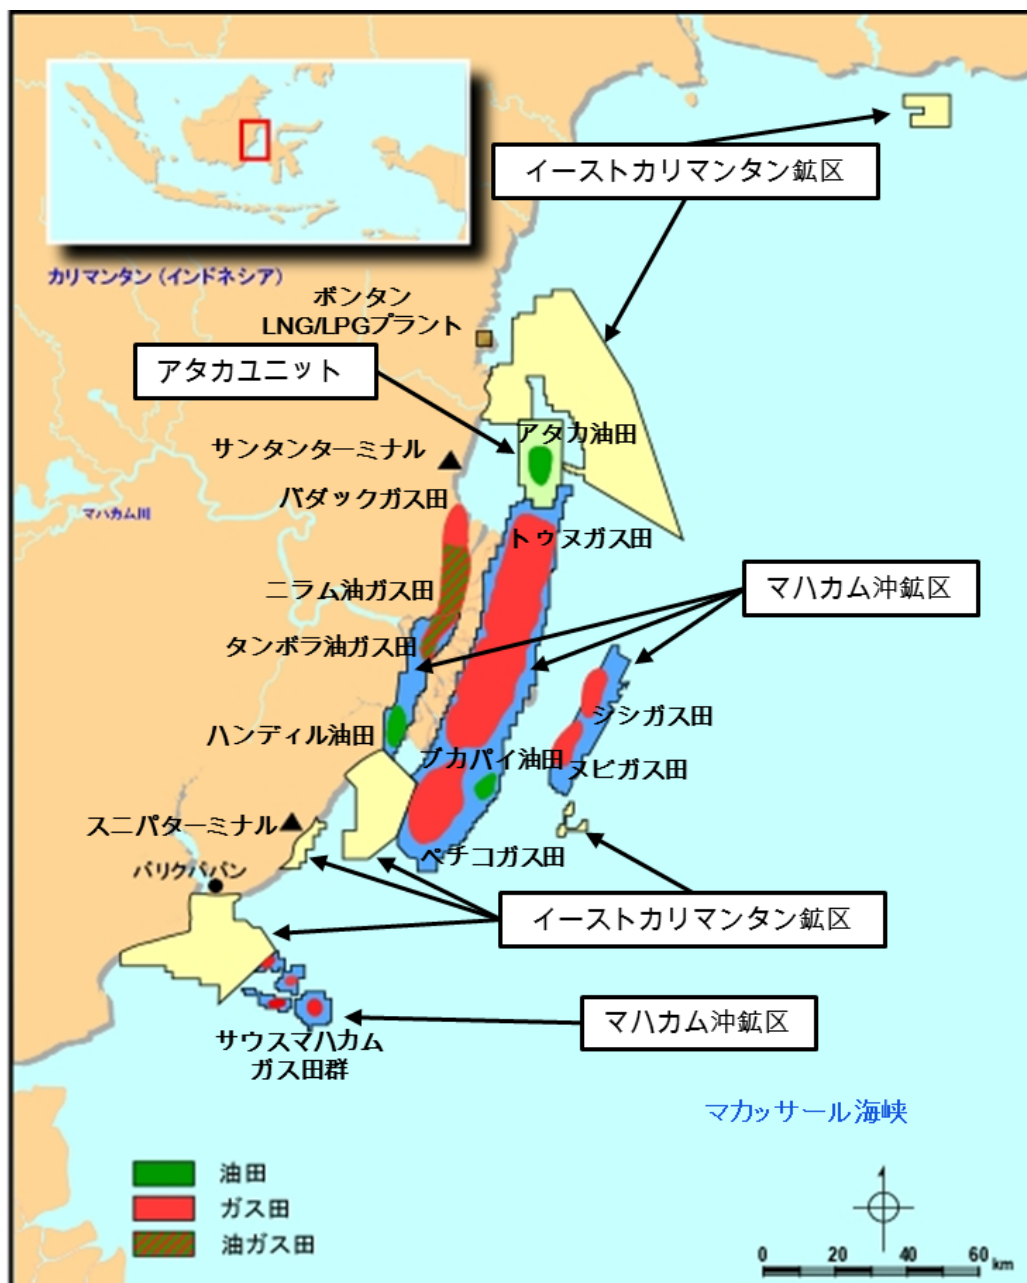 イーストカリマンタン鉱区
カリマンタン（インドネシア）
ボンタン
LNG/LPGプラント
アタカユニット
アタカ油田
サンタンターミナル
バダックガス田
マハカム川
トゥヌガス田
ニラム油ガス田
マハカム沖鉱区
タンボラ油ガス田
シシガス田
ハンディル油田
ブカパイ油田
ヌビガス田
スニパターミナル
ペチコガス田
バリクパパン
イーストカリマンタン鉱区
マハカム沖鉱区
サウスマハカム
ガス田群
マカッサール海峡
油田
ガス田
油ガス田
0 20 40 60 km